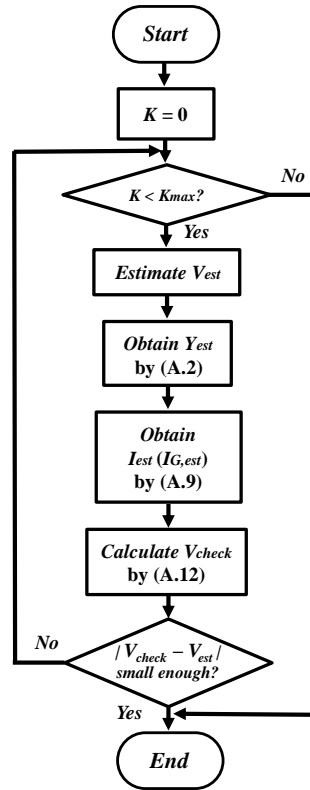 Start
K = 0
K < Kmax?
No
Yes
Estimate Vest
Obtain Yest
by (A.2)
Obtain
Iest (IG,est)
by (A.9)
Calculate Vcheck
by (A.12)
No
| Vcheck – Vest |
small enough?
Yes
End